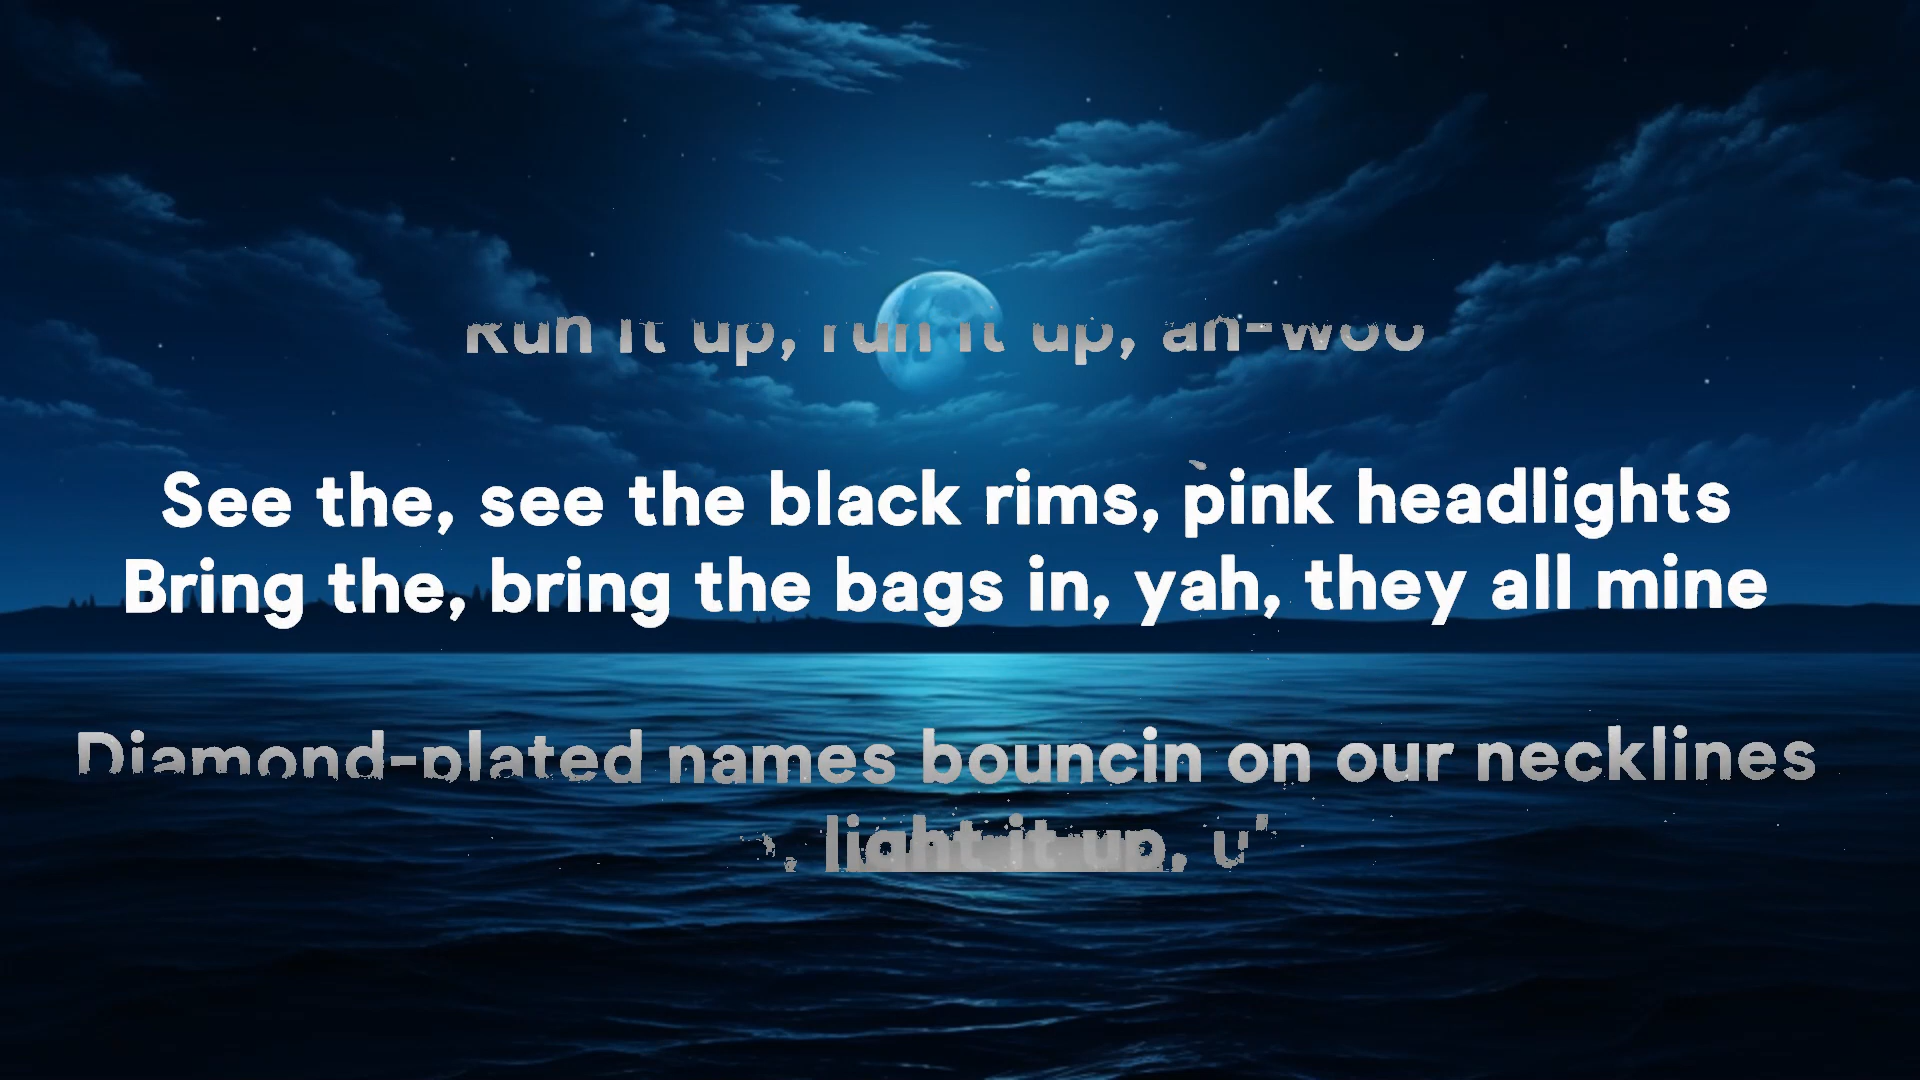 Run it up, run it up, ah-woo
See the, see the black rims, pink headlights
Bring the, bring the bags in, yah, they all mine
Diamond-plated names bouncin on our necklines
light it up,